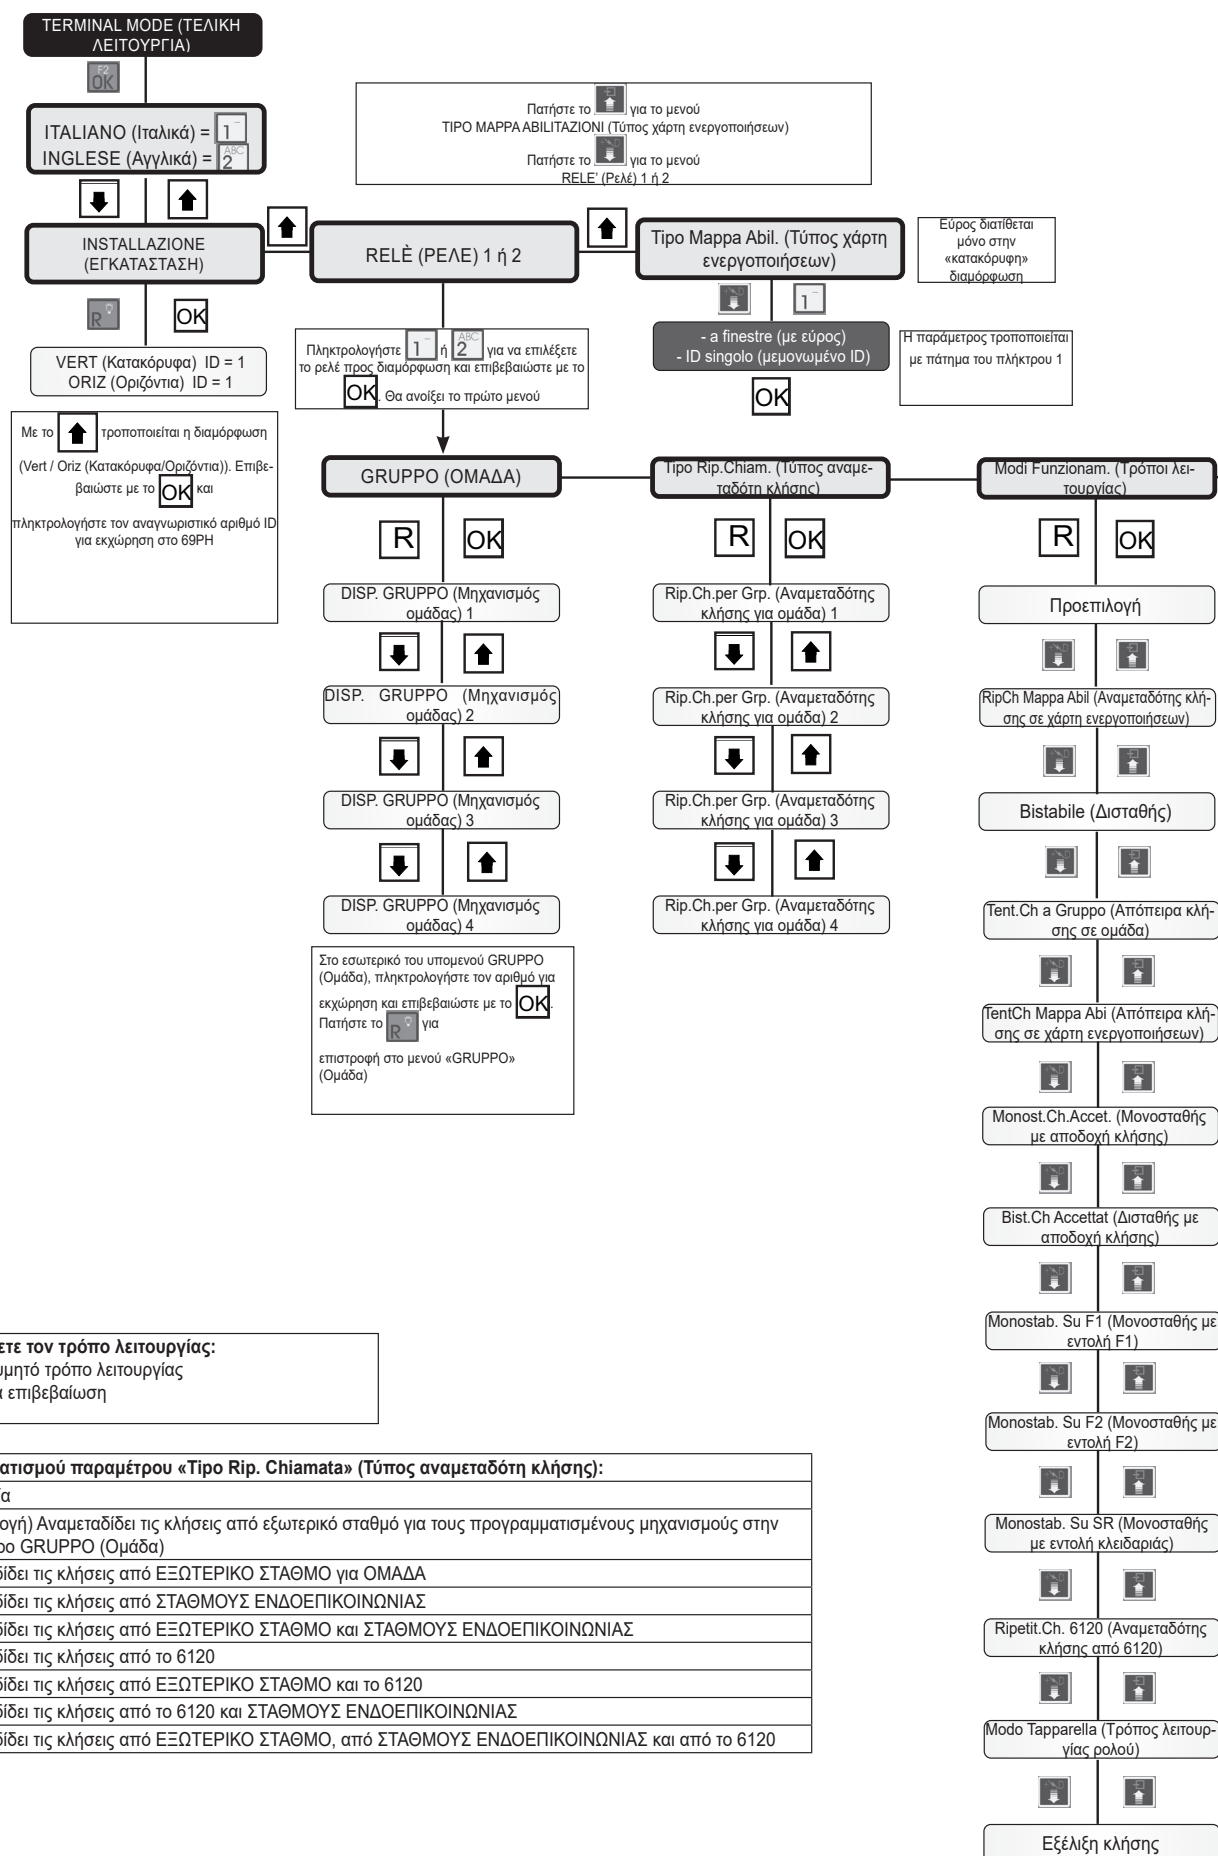 TERMINAL MODE (ΤΕΛΙΚΗ
ΛΕΙΤΟΥΡΓΙΑ)
F2
OK
ITALIANO (Ιταλικά) = 1
INGLESE (Αγγλικά) = ABC 2
Πατήστε το για το μενού
TIPO MAPPA ABILITAZIONI (Τύπος χάρτη ενεργοποιήσεων)
Πατήστε το για το μενού
RELE' (Ρελέ) 1 ή 2
INSTALLAZIONE
(ΕΓΚΑΤΑΣΤΑΣΗ)
RELÈ (ΡΕΛΕ) 1 ή 2
Tipo Mappa Abil. (Τύπος χάρτη
ενεργοποιήσεων)
Εύρος διατίθεται
μόνο στην
«κατακόρυφη»
διαμόρφωση
R OK
1
VERT (Κατακόρυφα) ID = 1
ORIZ (Οριζόντια) ID = 1
Πληκτρολογήστε 1 ή ABC 2 για να επιλέξετε
το ρελέ προς διαμόρφωση και επιβεβαιώστε με το
OK. Θα ανοίξει το πρώτο μενού
- a finestre (με εύρος)
- ID singolo (μεμονωμένο ID)
OK
Η παράμετρος τροποποιείται
με πάτημα του πλήκτρου 1
Με το τροποποιείται η διαμόρφωση
(Vert / Oriz (Κατακόρυφα/Οριζόντια)). Επιβε-
βαιώστε με το OK και
πληκτρολογήστε τον αναγνωριστικό αριθμό ID
για εκχώρηση στο 69PH
GRUPPO (ΟΜΑΔΑ)
R OK
DISP. GRUPPO (Μηχανισμός
ομάδας) 1
DISP. GRUPPO (Μηχανισμός
ομάδας) 2
DISP. GRUPPO (Μηχανισμός
ομάδας) 3
DISP. GRUPPO (Μηχανισμός
ομάδας) 4
Στο εσωτερικό του υπομενού GRUPPO
(Ομάδα), πληκτρολογήστε τον αριθμό για
εκχώρηση και επιβεβαιώστε με το OK.
Πατήστε το R για
επιστροφή στο μενού «GRUPPO»
(Ομάδα)
Tipo Rip.Chiam. (Τύπος αναμε-
ταδότη κλήσης)
R OK
Rip.Ch.per Grp. (Αναμεταδότης
κλήσης για ομάδα) 1
Rip.Ch.per Grp. (Αναμεταδότης
κλήσης για ομάδα) 2
Rip.Ch.per Grp. (Αναμεταδότης
κλήσης για ομάδα) 3
Rip.Ch.per Grp. (Αναμεταδότης
κλήσης για ομάδα) 4
Modi Funzionam. (Τρόποι λει-
τουργίας)
R OK
Προεπιλογή
RipCh Mappa Abil (Αναμεταδότης κλή-
σης σε χάρτη ενεργοποιήσεων)
Bistabile (Δισταθής)
Tent.Ch a Gruppo (Απόπειρα κλή-
σης σε ομάδα)
TentCh Mappa Abi (Απόπειρα κλή-
σης σε χάρτη ενεργοποιήσεων)
Monost.Ch.Accet. (Μονοσταθής
με αποδοχή κλήσης)
Bist.Ch Accettat (Δισταθής με
αποδοχή κλήσης)
Monostab. Su F1 (Μονοσταθής με
εντολή F1)
Monostab. Su F2 (Μονοσταθής με
εντολή F2)
Monostab. Su SR (Μονοσταθής
με εντολή κλειδαριάς)
Ripetit.Ch. 6120 (Αναμεταδότης
κλήσης από 6120)
Modo Tapparella (Τρόπος λειτουρ-
γίας ρολού)
Εξέλιξη κλήσης
ετε τον τρόπο λειτουργίας:
υμητό τρόπο λειτουργίας
α επιβεβαίωση
ατισμού παραμέτρου «Tipo Rip. Chiamata» (Τύπος αναμεταδότη κλήσης):
ία
ογή) Αναμεταδίδει τις κλήσεις από εξωτερικό σταθμό για τους προγραμματισμένους μηχανισμούς στην
ρο GRUPPO (Ομάδα)
δίδει τις κλήσεις από ΕΞΩΤΕΡΙΚΟ ΣΤΑΘΜΟ για ΟΜΑΔΑ
δίδει τις κλήσεις από ΣΤΑΘΜΟΥΣ ΕΝΔΟΕΠΙΚΟΙΝΩΝΙΑΣ
δίδει τις κλήσεις από ΕΞΩΤΕΡΙΚΟ ΣΤΑΘΜΟ και ΣΤΑΘΜΟΥΣ ΕΝΔΟΕΠΙΚΟΙΝΩΝΙΑΣ
δίδει τις κλήσεις από το 6120
δίδει τις κλήσεις από ΕΞΩΤΕΡΙΚΟ ΣΤΑΘΜΟ και το 6120
δίδει τις κλήσεις από το 6120 και ΣΤΑΘΜΟΥΣ ΕΝΔΟΕΠΙΚΟΙΝΩΝΙΑΣ
δίδει τις κλήσεις από ΕΞΩΤΕΡΙΚΟ ΣΤΑΘΜΟ, από ΣΤΑΘΜΟΥΣ ΕΝΔΟΕΠΙΚΟΙΝΩΝΙΑΣ και από το 6120